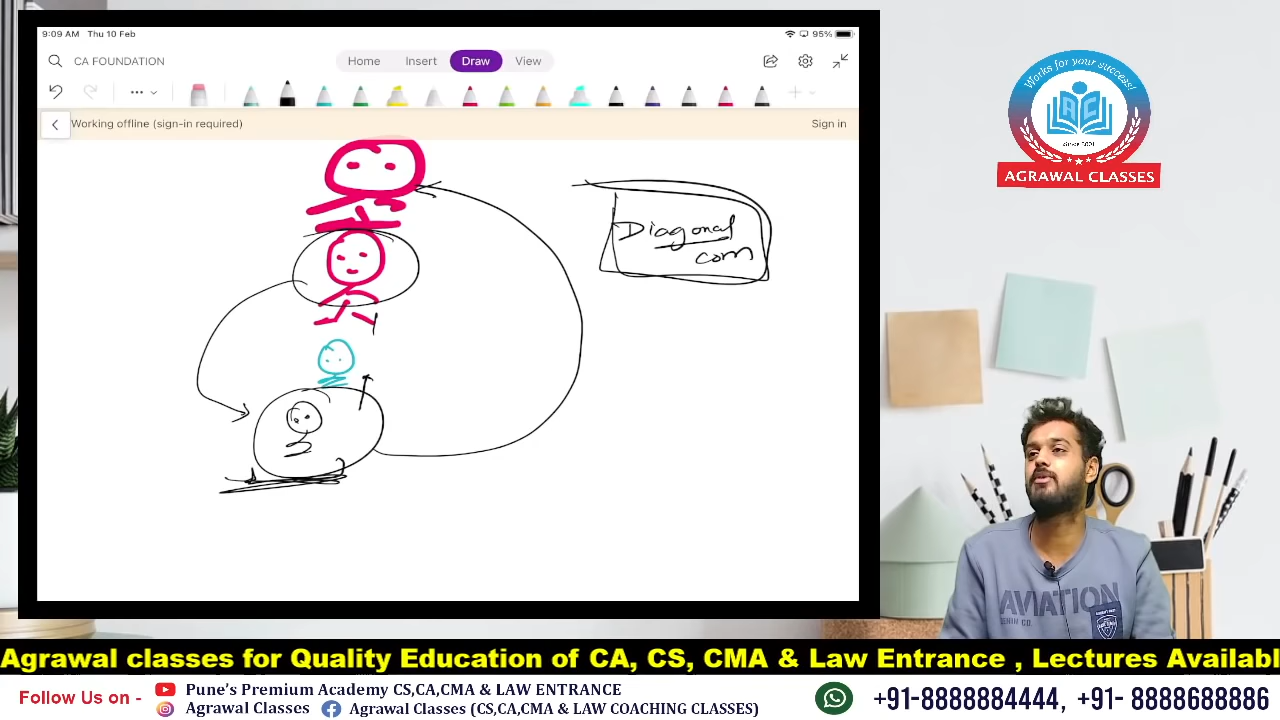 9:09 AM Thu 10 Feb
95%
CA FOUNDATION
Home Insert Draw View
Working offline (sign-in required)
Sign in
Diagonal
com
Works for your success!
AC
Since 2001
AGRAWAL CLASSES
AVIATION
Agrawal classes for Quality Education of CA, CS, CMA & Law Entrance , Lectures Availabl
Follow Us on -
Pune's Premium Academy CS,CA,CMA & LAW ENTRANCE
Agrawal Classes
Agrawal Classes (CS,CA,CMA & LAW COACHING CLASSES)
+91-8888884444, +91- 8888688886